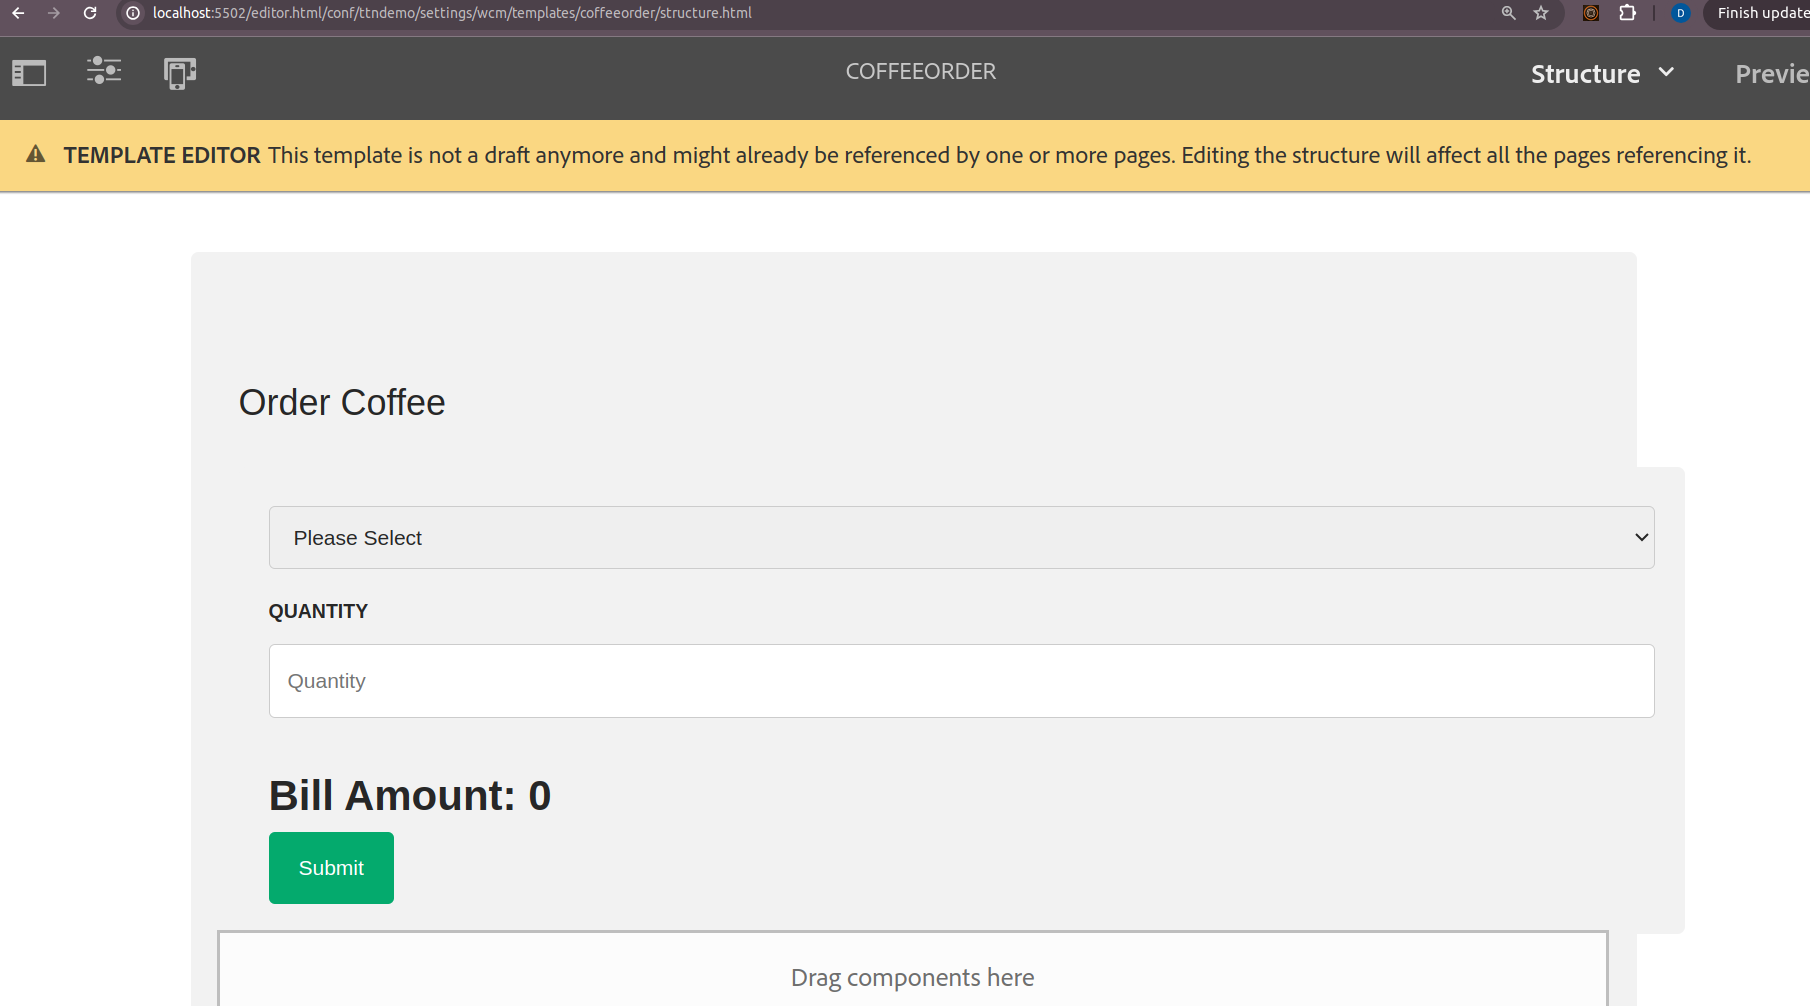 localhost:5502/editor.html/conf/ttndemo/settings/wcm/templates/coffeeorder/structure.html
D
Finish update
COFFEEORDER
Structure
Previe
TEMPLATE EDITOR This template is not a draft anymore and might already be referenced by one or more pages. Editing the structure will affect all the pages referencing it.
Order Coffee
Please Select
QUANTITY
Quantity
Bill Amount: 0
Submit
Drag components here